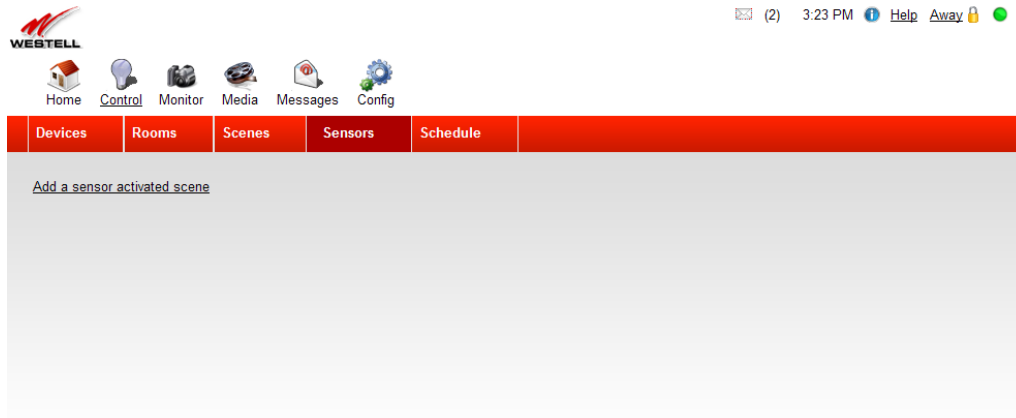 WESTELL
(2) 3:23 PM Help Away
Home Control Monitor Media Messages Config
Devices Rooms Scenes Sensors Schedule
Add a sensor activated scene